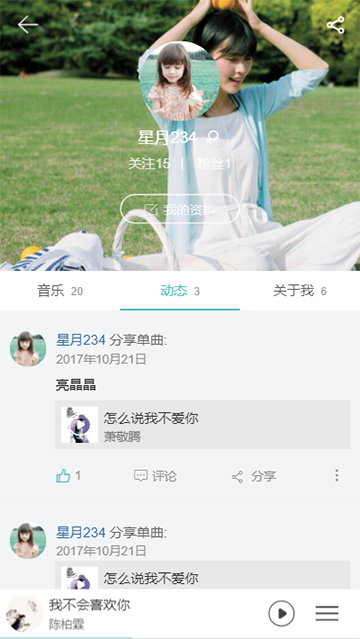 星月234
关注15 | 粉丝1
我的资料
音乐 20 动态 3 关于我 6
星月234 分享单曲:
2017年10月21日
亮晶晶
怎么说我不爱你
萧敬腾
1 评论 分享
星月234 分享单曲:
2017年10月21日
怎么说我不爱你
我不会喜欢你
陈柏霖